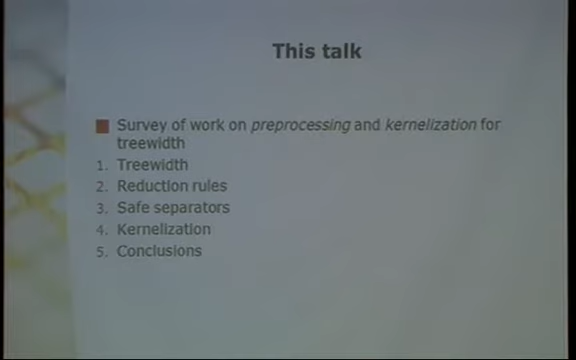 This talk
Survey of work on preprocessing and kernelization for
treewidth
1. Treewidth
2. Reduction rules
3. Safe separators
4. Kernelization
5. Conclusions